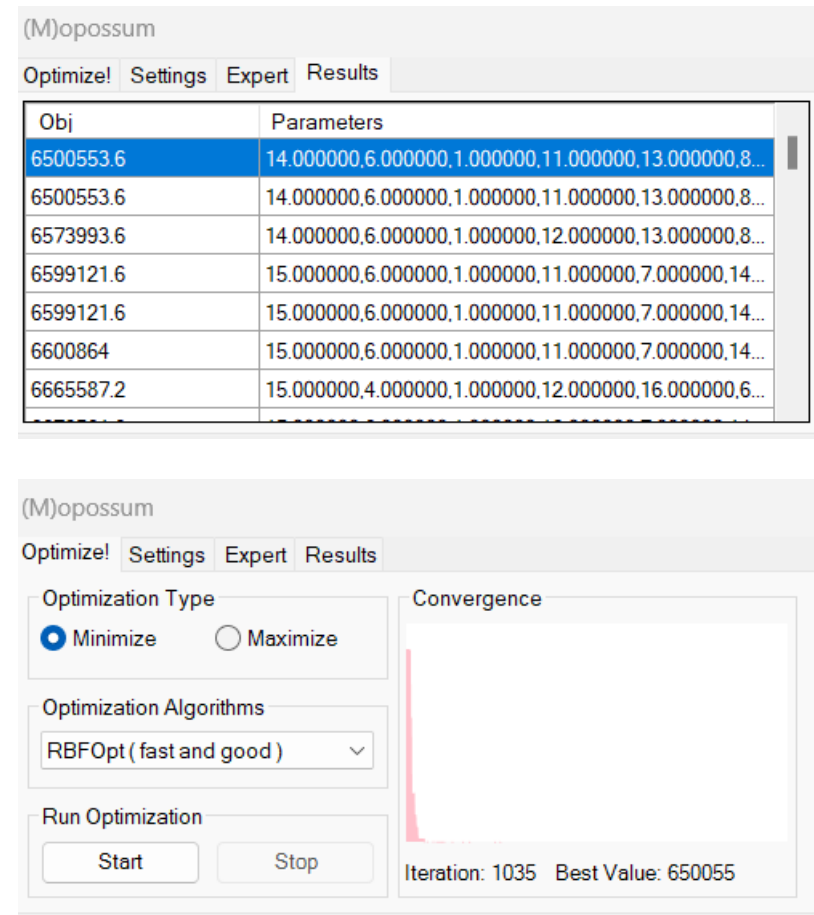 (M)opossum
Optimize! Settings Expert Results
Obj Parameters
6500553.6 14.000000,6.000000,1.000000,11.000000,13.000000,8...
6500553.6 14.000000,6.000000,1.000000,11.000000,13.000000,8...
6573993.6 14.000000,6.000000,1.000000,12.000000,13.000000,8...
6599121.6 15.000000,6.000000,1.000000,11.000000,7.000000,14...
6599121.6 15.000000,6.000000,1.000000,11.000000,7.000000,14...
6600864 15.000000,6.000000,1.000000,11.000000,7.000000,14...
6665587.2 15.000000,4.000000,1.000000,12.000000,16.000000,6...
(M)opossum
Optimize! Settings Expert Results
Optimization Type Convergence
Minimize Maximize
Optimization Algorithms
RBFOpt ( fast and good )
Run Optimization
Start Stop
Iteration: 1035 Best Value: 650055